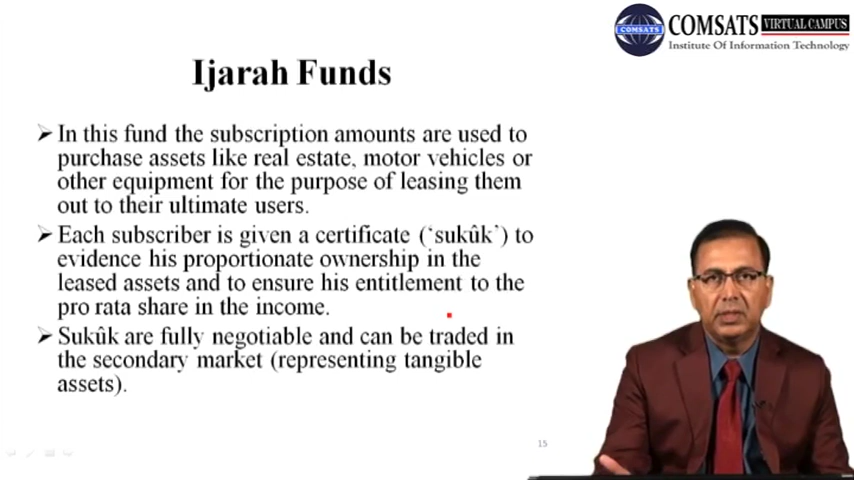 COMSATS VIRTUAL CAMPUS
Institute Of Information Technology
COMSATS
Ijarah Funds
➢ In this fund the subscription amounts are used to
purchase assets like real estate, motor vehicles or
other equipment for the purpose of leasing them
out to their ultimate users.
➢ Each subscriber is given a certificate (‘sukûk’) to
evidence his proportionate ownership in the
leased assets and to ensure his entitlement to the
pro rata share in the income.
➢ Sukûk are fully negotiable and can be traded in
the secondary market (representing tangible
assets).
15